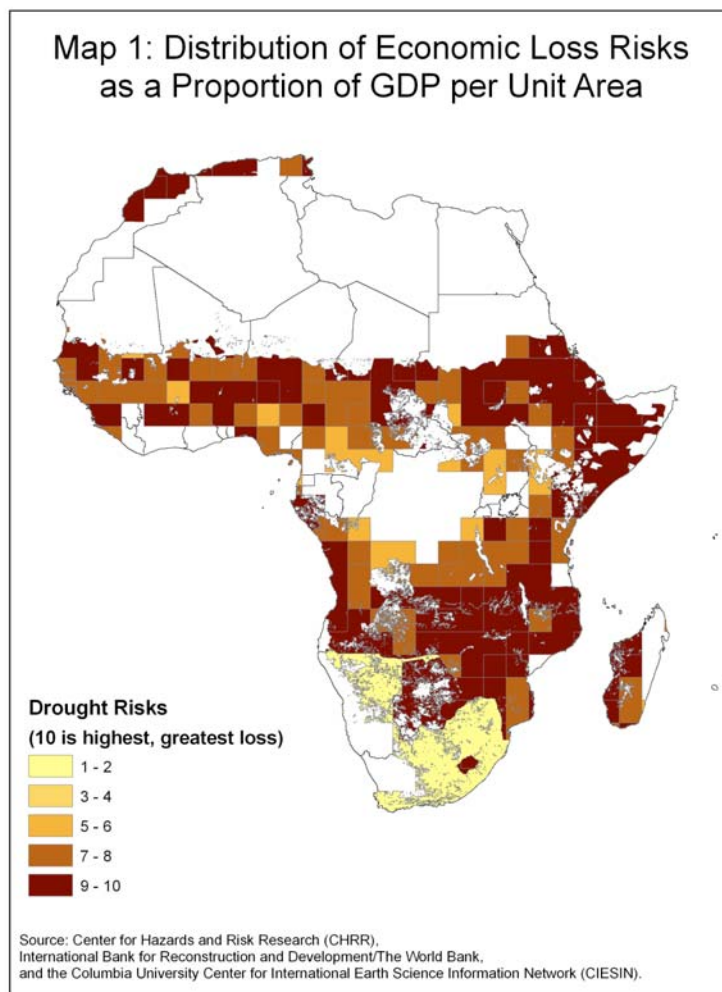 Map 1: Distribution of Economic Loss Risks
as a Proportion of GDP per Unit Area
Drought Risks
(10 is highest, greatest loss)
1 - 2
3 - 4
5 - 6
7 - 8
9 - 10
Source: Center for Hazards and Risk Research (CHRR),
International Bank for Reconstruction and Development/The World Bank,
and the Columbia University Center for International Earth Science Information Network (CIESIN).